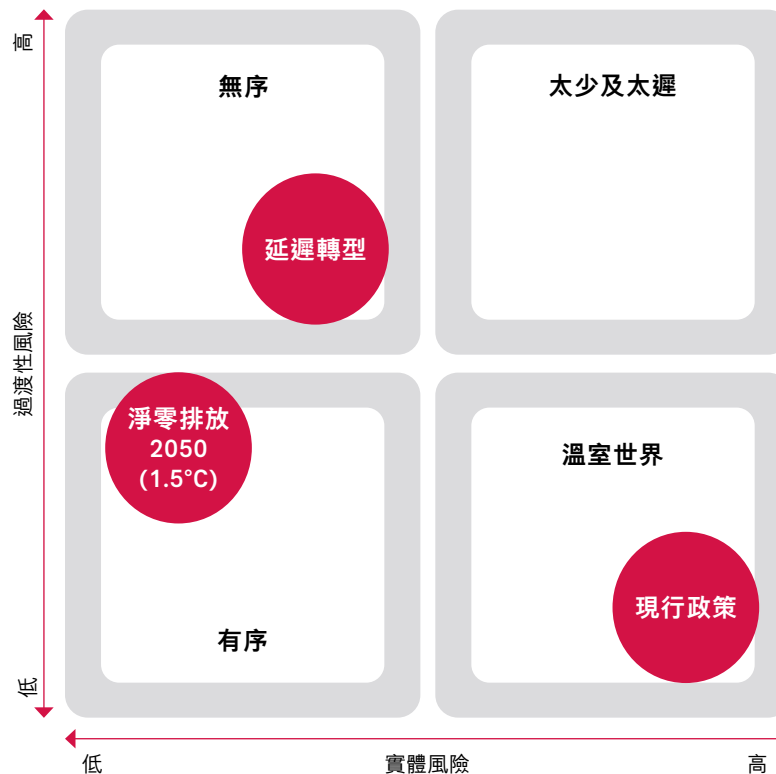 高
無序
太少及太遲
延遲轉型
過渡性風險
淨零排放
2050
(1.5°C)
溫室世界
現行政策
有序
低
低
實體風險
高